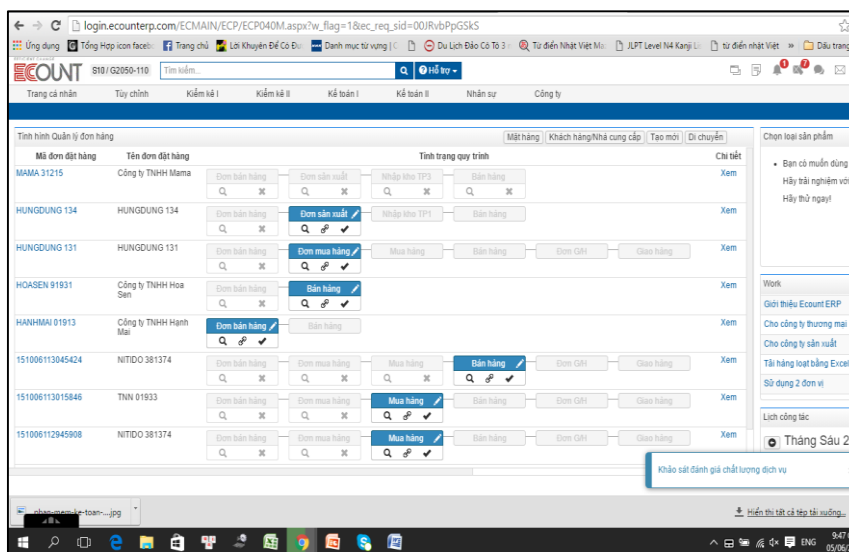 login.ecounterp.com/ECMAIN/ECP/ECP040M.aspx?w_flag=1&ec_req_sid=00JRvbPpGSkS
Ứng dụng Tổng Hợp icon facebo Trang chủ Lời Khuyên Để Có Đư Danh mục từ vựng | C Du Lịch Đảo Cô Tô 3 Từ điển Nhật Việt Ma JLPT Level N4 Kanji Li từ điển nhật Việt » Dấu trang
ECOUNT S10 / G2050-110 Tìm kiếm... Hỗ trợ
Trang cá nhân Tùy chỉnh Kiểm kê I Kiểm kê II Kế toán I Kế toán II Nhân sự Công ty
Tình hình Quản lý đơn hàng Mặt hàng Khách hàng/Nhà cung cấp Tạo mới Di chuyển
Mã đơn đặt hàng Tên đơn đặt hàng Tình trạng quy trình Chi tiết
MAMA 31215 Công ty TNHH Mama Đơn bán hàng Đơn sản xuất Nhập kho TP3 Bán hàng Xem
HUNGDUNG 134 HUNGDUNG 134 Đơn bán hàng Đơn sản xuất Nhập kho TP1 Bán hàng Xem
HUNGDUNG 131 HUNGDUNG 131 Đơn bán hàng Đơn mua hàng Mua hàng Bán hàng Đơn G/H Giao hàng Xem
HOASEN 91931 Công ty TNHH Hoa Sen Đơn bán hàng Bán hàng Xem
HANHMAI 01913 Công ty TNHH Hạnh Mai Đơn bán hàng Bán hàng Xem
151006113045424 NITIDO 381374 Đơn bán hàng Đơn mua hàng Mua hàng Bán hàng Đơn G/H Giao hàng Xem
151006113015846 TNN 01933 Đơn bán hàng Đơn mua hàng Mua hàng Bán hàng Đơn G/H Giao hàng Xem
151006112945908 NITIDO 381374 Đơn bán hàng Đơn mua hàng Mua hàng Bán hàng Đơn G/H Giao hàng Xem
Chọn loại sản phẩm
Bạn có muốn dùng
Hãy trải nghiệm với
Hãy thử ngay!
Work
Giới thiệu Ecount ERP
Cho công ty thương mại
Cho công ty sản xuất
Tải hàng loạt bằng Excel
Sử dụng 2 đơn vị
Lịch công tác
Tháng Sáu 2
Khảo sát đánh giá chất lượng dịch vụ
phan-mem-ke-toan-....jpg Hiển thị tất cả tệp tải xuống...
ENG 9:47
05/06/